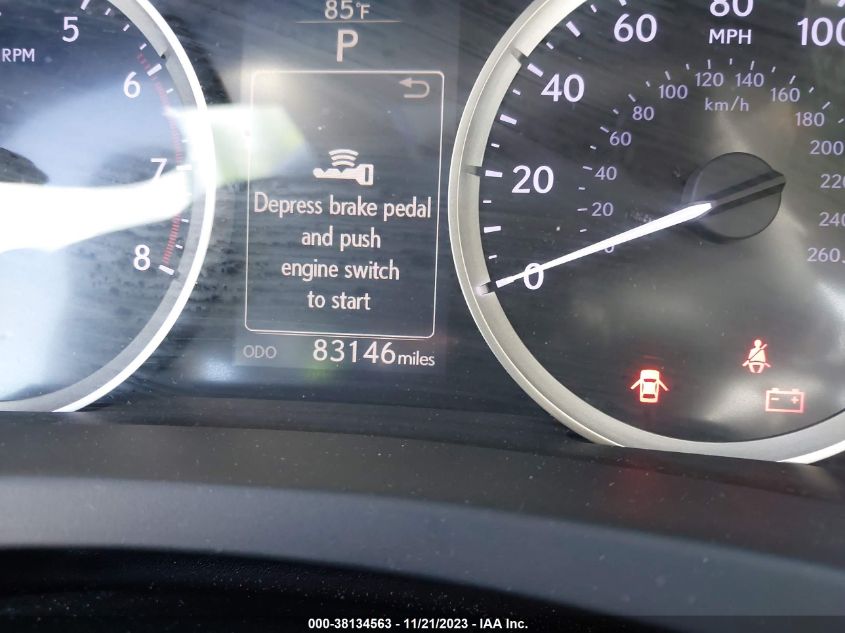 85°F
P
5
RPM
6
7
8
Depress brake pedal
and push
engine switch
to start
ODO 83146 miles
0
20
40
60
80
100
MPH
0
20
40
60
80
100
120
140
160
180
200
220
240
260
km/h
- +
000-38134563 - 11/21/2023 - IAA Inc.